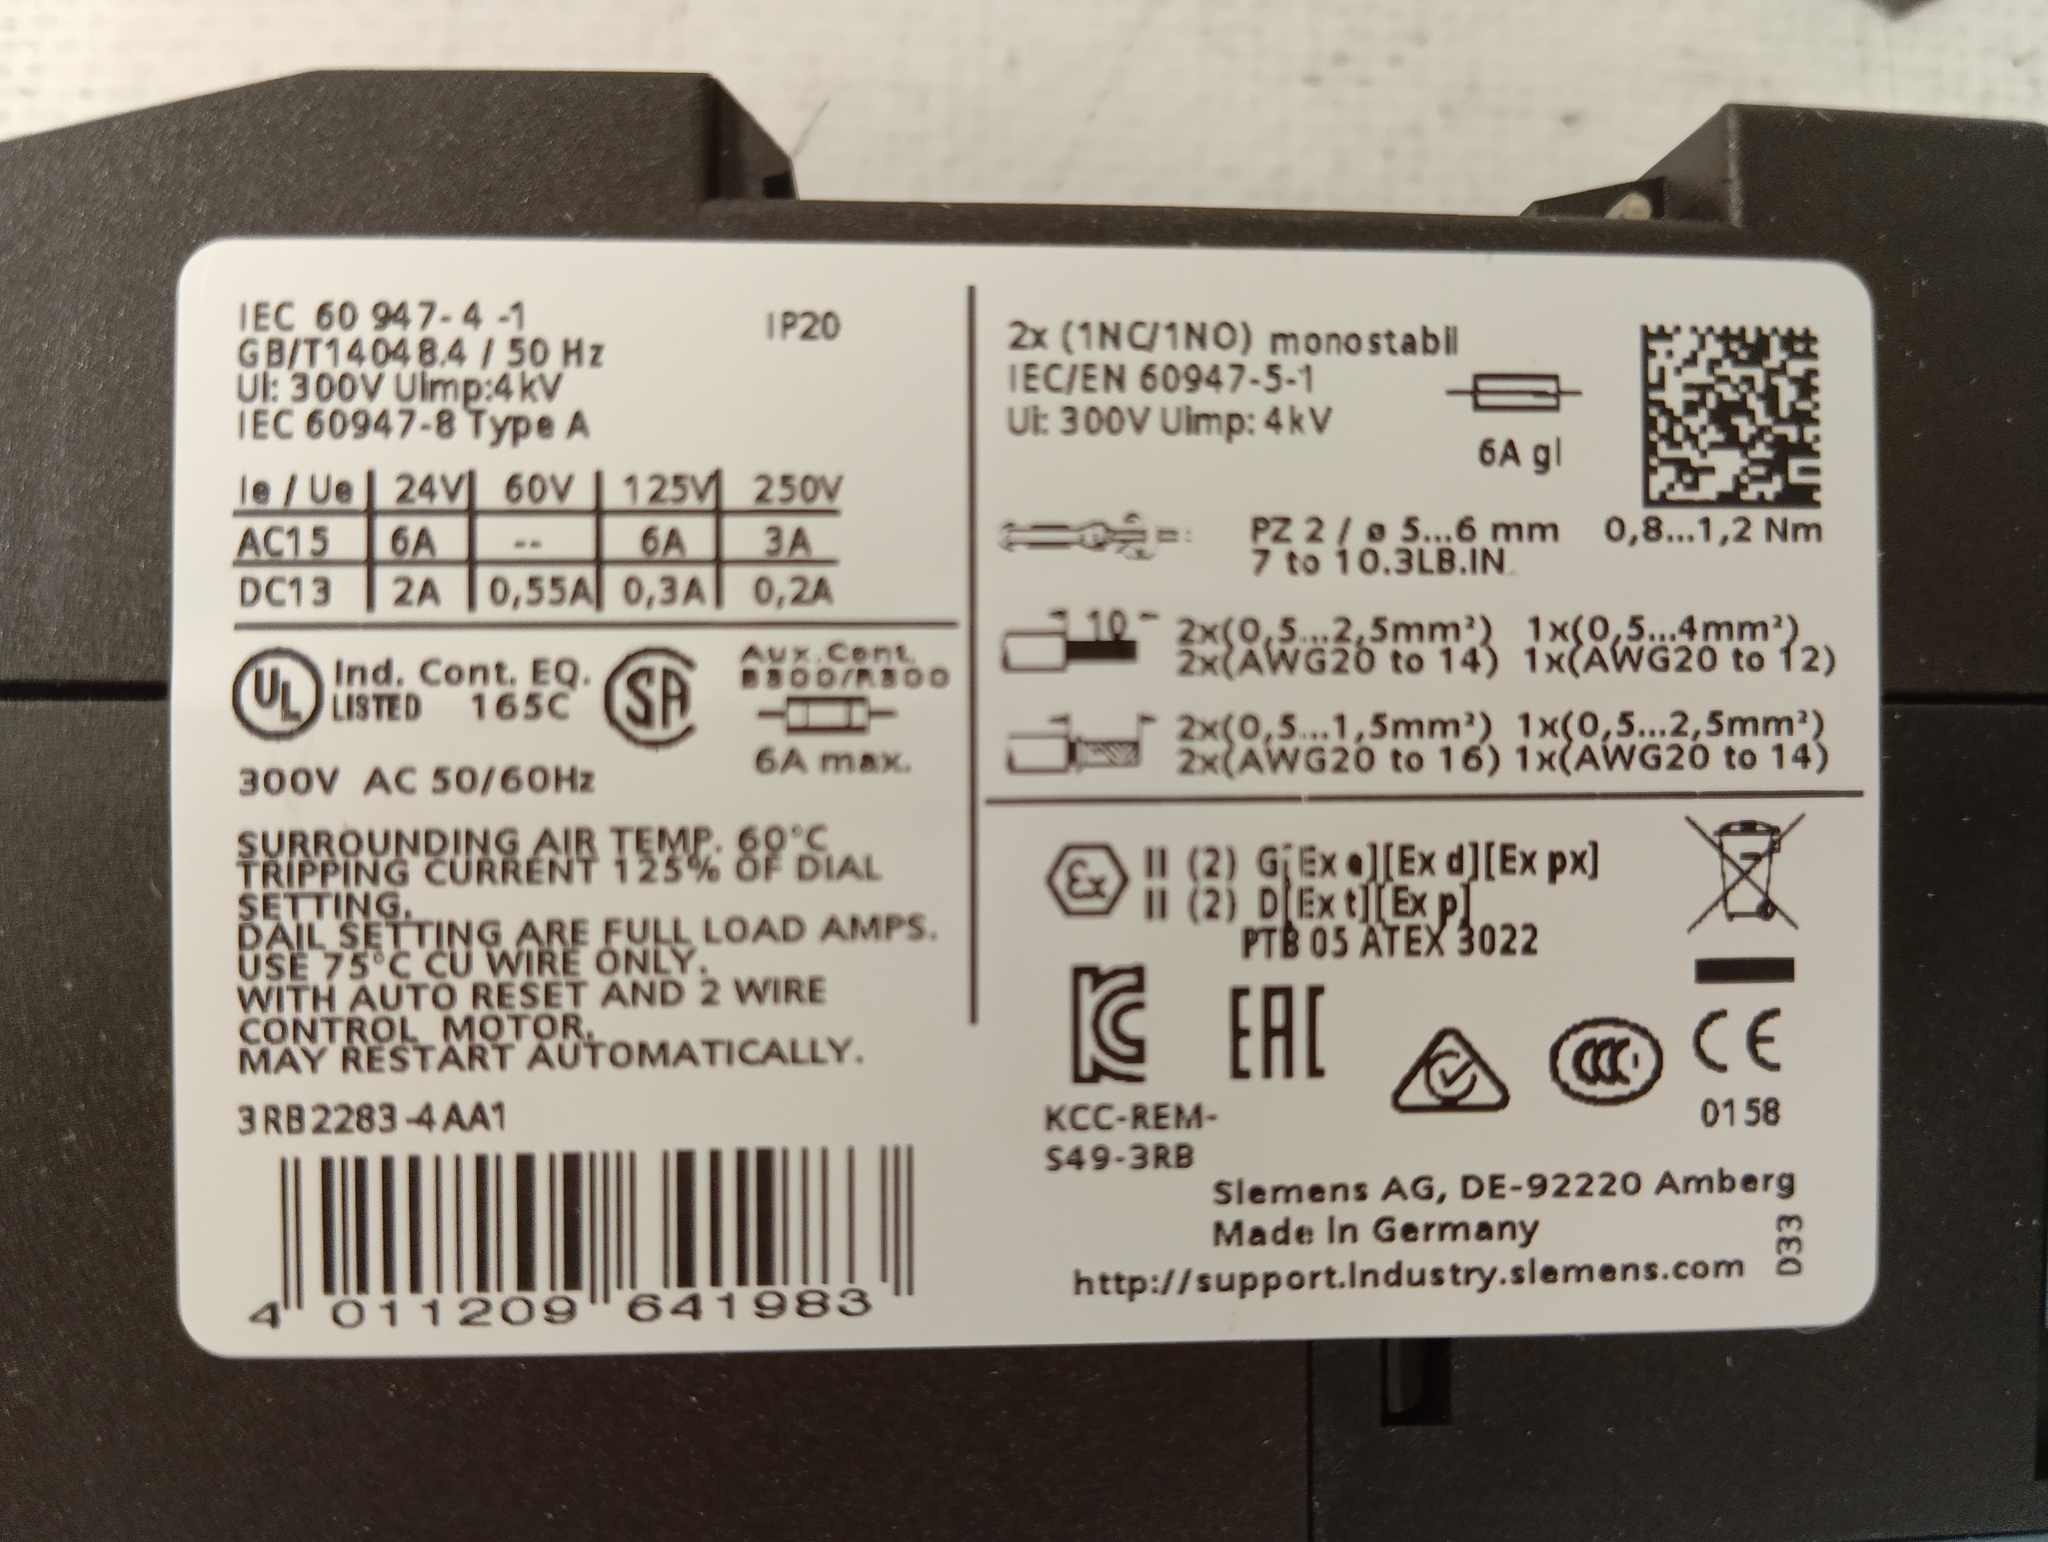 IEC 60 947- 4 -1
IP20
GB/T14048.4 / 50 Hz
Ui: 300V Uimp:4kV
IEC 60947-8 Type A
Ie / Ue 24V 60V 125V 250V
AC15 6A -- 6A 3A
DC13 2A 0,55A 0,3A 0,2A
UL Ind. Cont. EQ.
LISTED 165C
SA
Aux.Cont.
B300/R300
6A max.
300V AC 50/60Hz
SURROUNDING AIR TEMP. 60°C
TRIPPING CURRENT 125% OF DIAL
SETTING.
DAIL SETTING ARE FULL LOAD AMPS.
USE 75°C CU WIRE ONLY.
WITH AUTO RESET AND 2 WIRE
CONTROL MOTOR.
MAY RESTART AUTOMATICALLY.
3RB2283-4AA1
4 011209 641983
2x (1NC/1NO) monostabil
IEC/EN 60947-5-1
Ui: 300V Uimp: 4kV
6A gl
PZ 2 / ø 5...6 mm 0,8...1,2 Nm
7 to 10.3LB.IN
10
2x(0,5...2,5mm²) 1x(0,5...4mm²)
2x(AWG20 to 14) 1x(AWG20 to 12)
2x(0,5...1,5mm²) 1x(0,5...2,5mm²)
2x(AWG20 to 16) 1x(AWG20 to 14)
Ex II (2) G[Ex e][Ex d][Ex px]
II (2) D[Ex t][Ex p]
PTB 05 ATEX 3022
KC EAC CCC CE
0158
KCC-REM-
S49-3RB
Siemens AG, DE-92220 Amberg
Made in Germany
http://support.industry.siemens.com
D33